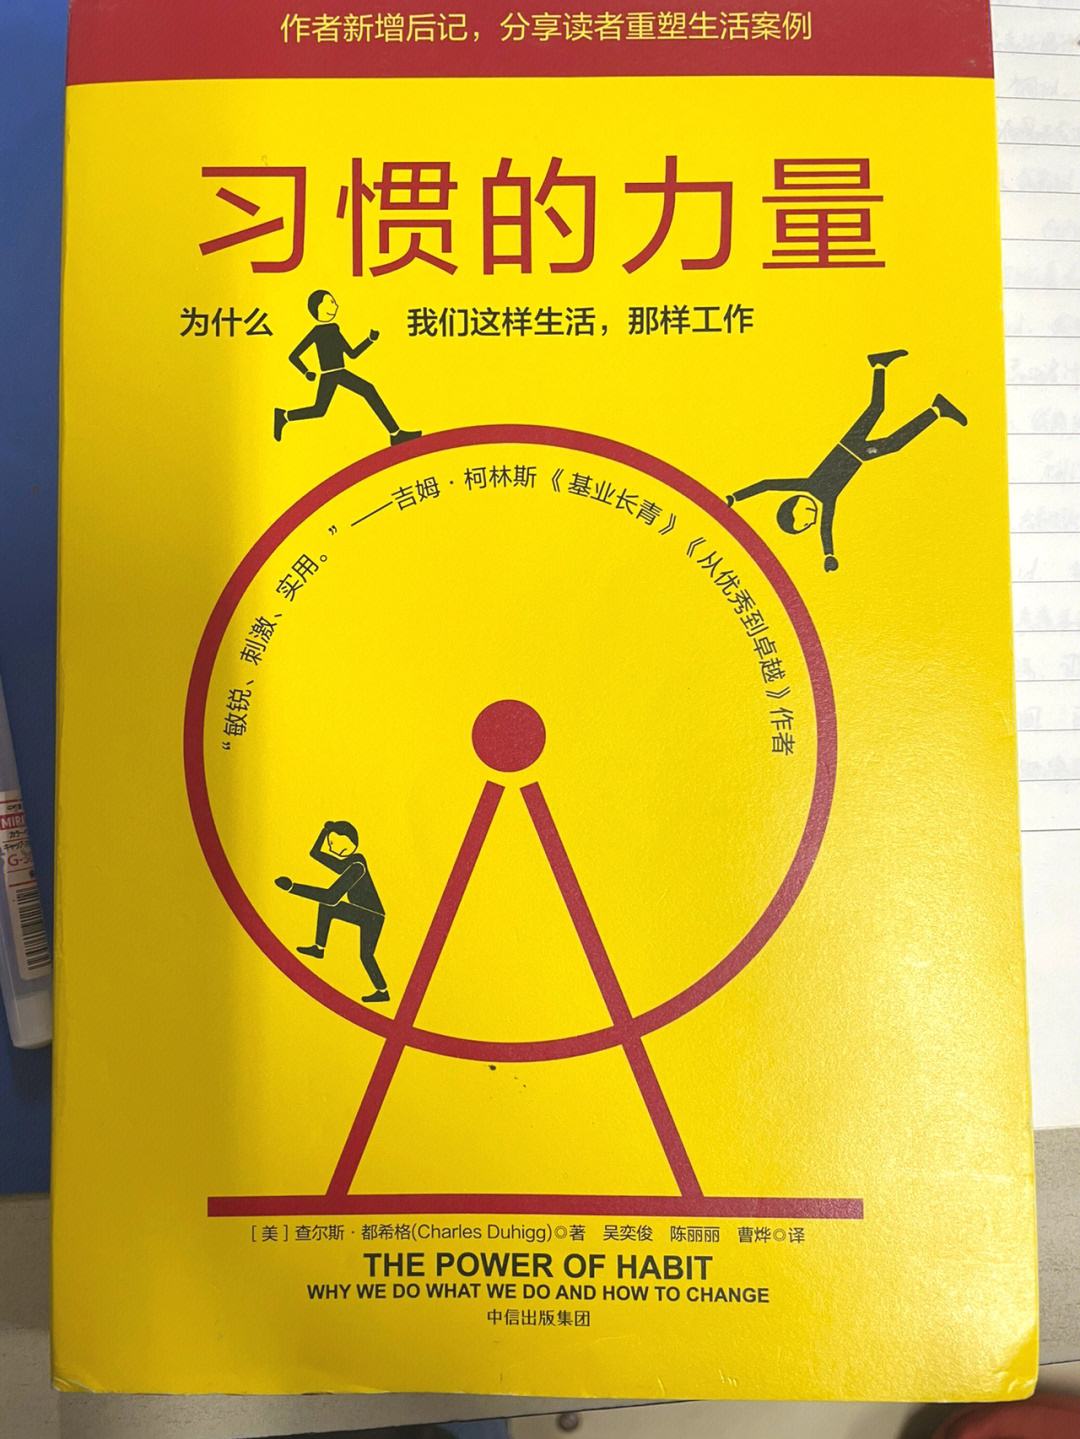 作者新增后记，分享读者重塑生活案例
习惯的力量
为什么 我们这样生活，那样工作
“敏锐、刺激、实用。”——吉姆·柯林斯《基业长青》《从优秀到卓越》作者
［美］查尔斯·都希格(Charles Duhigg)◎著 吴奕俊 陈丽丽 曹烨◎译
THE POWER OF HABIT
WHY WE DO WHAT WE DO AND HOW TO CHANGE
中信出版集团